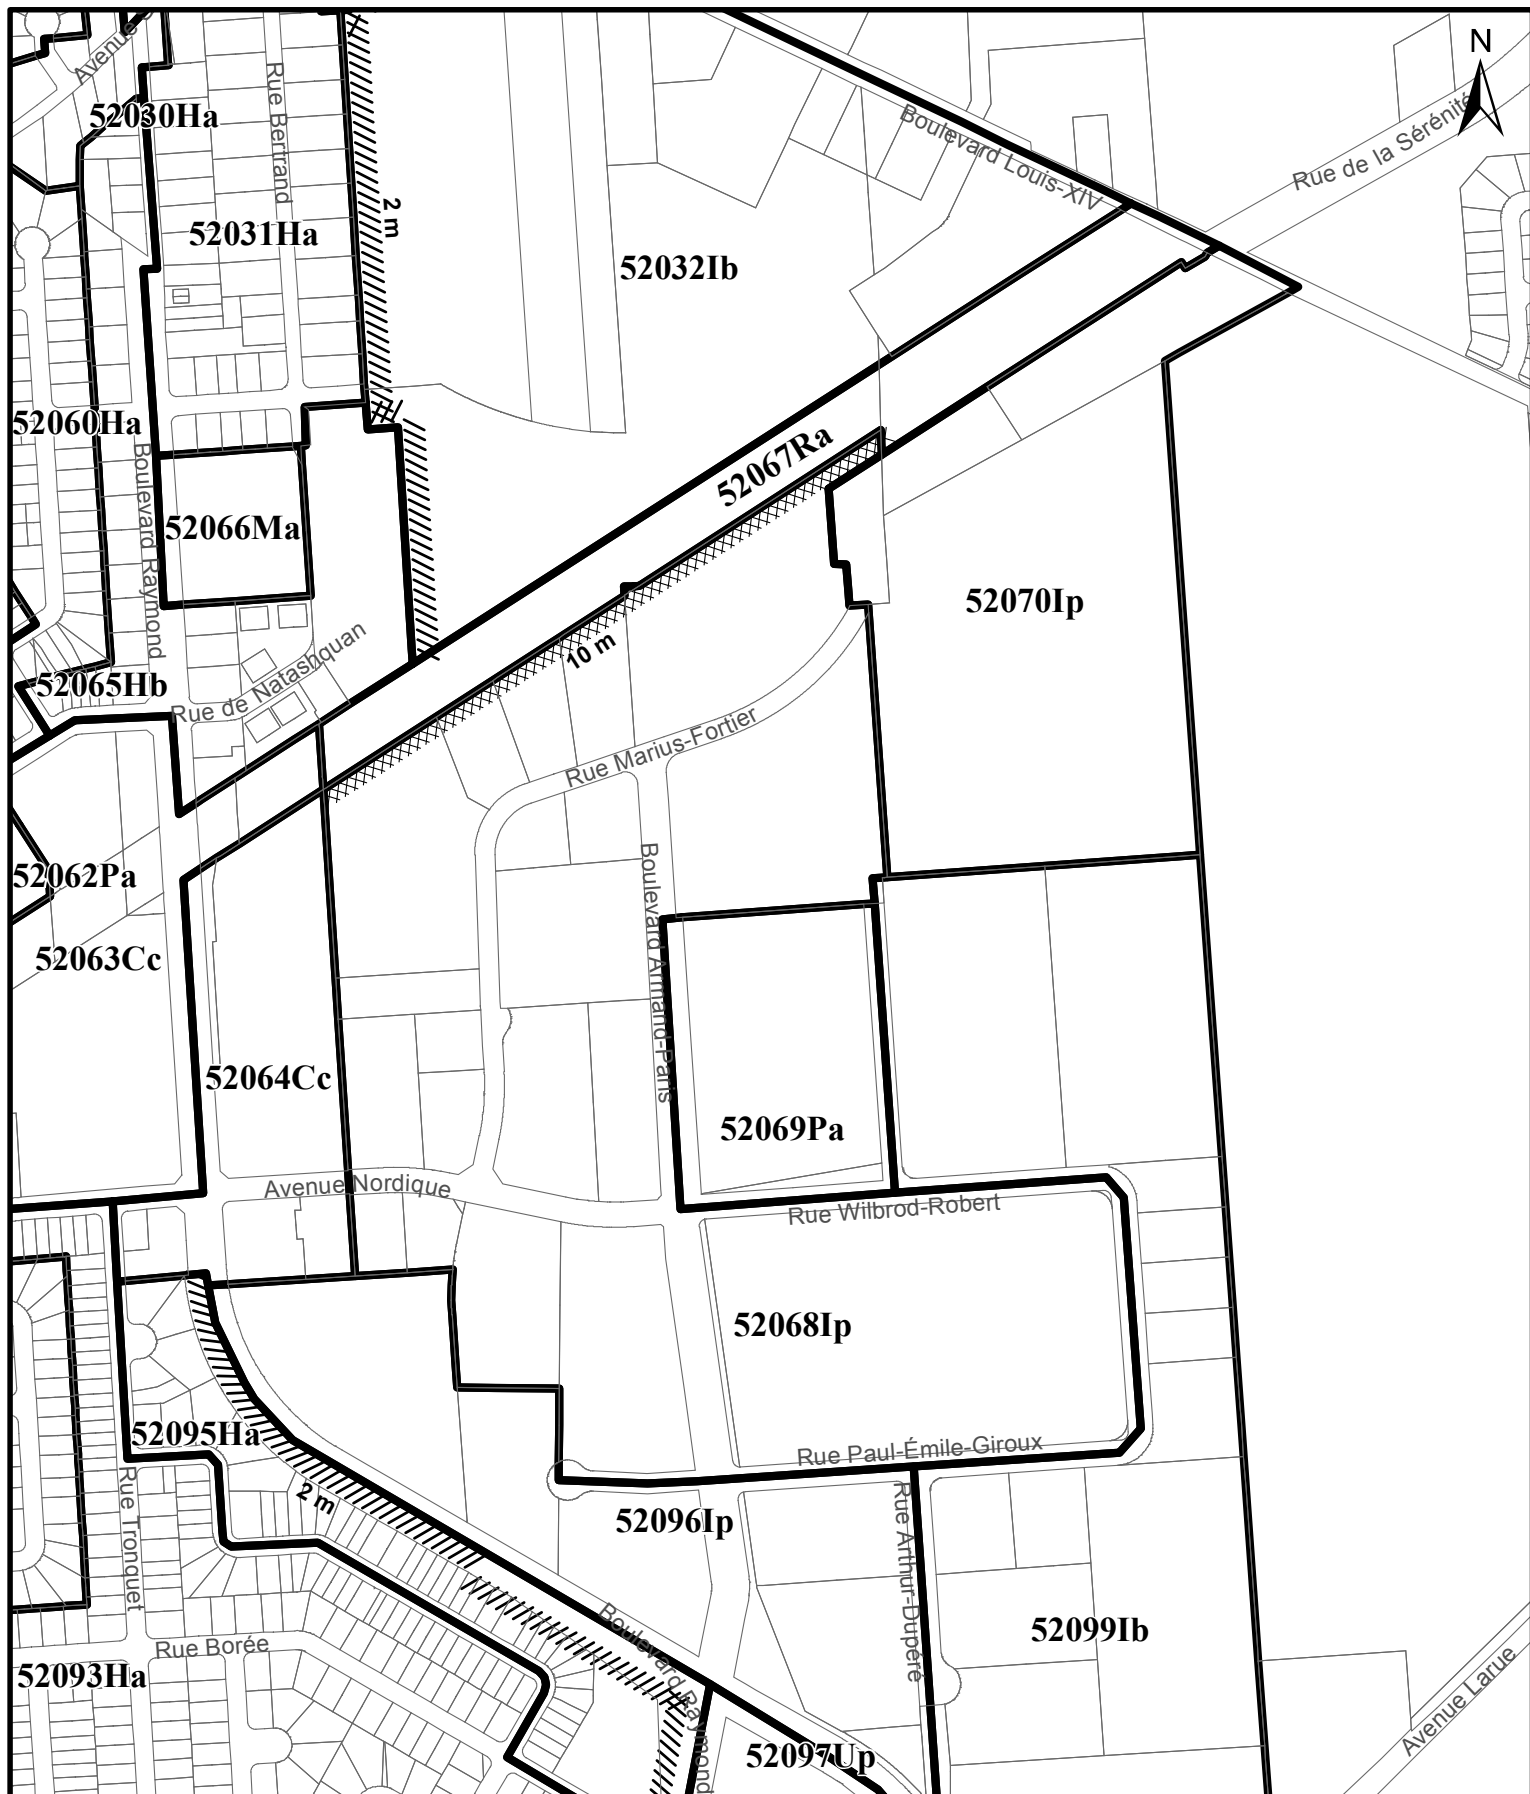 N
Avenue
52030Ha
Rue Bertrand
Boulevard Louis-XIV
Rue de la Sérénité
2 m
52031Ha
52032Ib
52060Ha
Boulevard Raymond
52067Ra
52066Ma
52070Ip
10 m
Rue de Natashquan
52065Hb
Rue Marius-Fortier
52062Pa
Boulevard Armand-Paris
52063Cc
52064Cc
52069Pa
Avenue Nordique
Rue Wilbrod-Robert
52068Ip
52095Ha
Rue Paul-Émile-Giroux
Rue Tronquet
2 m
52096Ip
Rue Arthur-Dupéré
Boulevard Raymond
52099Ib
Rue Borée
52093Ha
Avenue Larue
52097Up